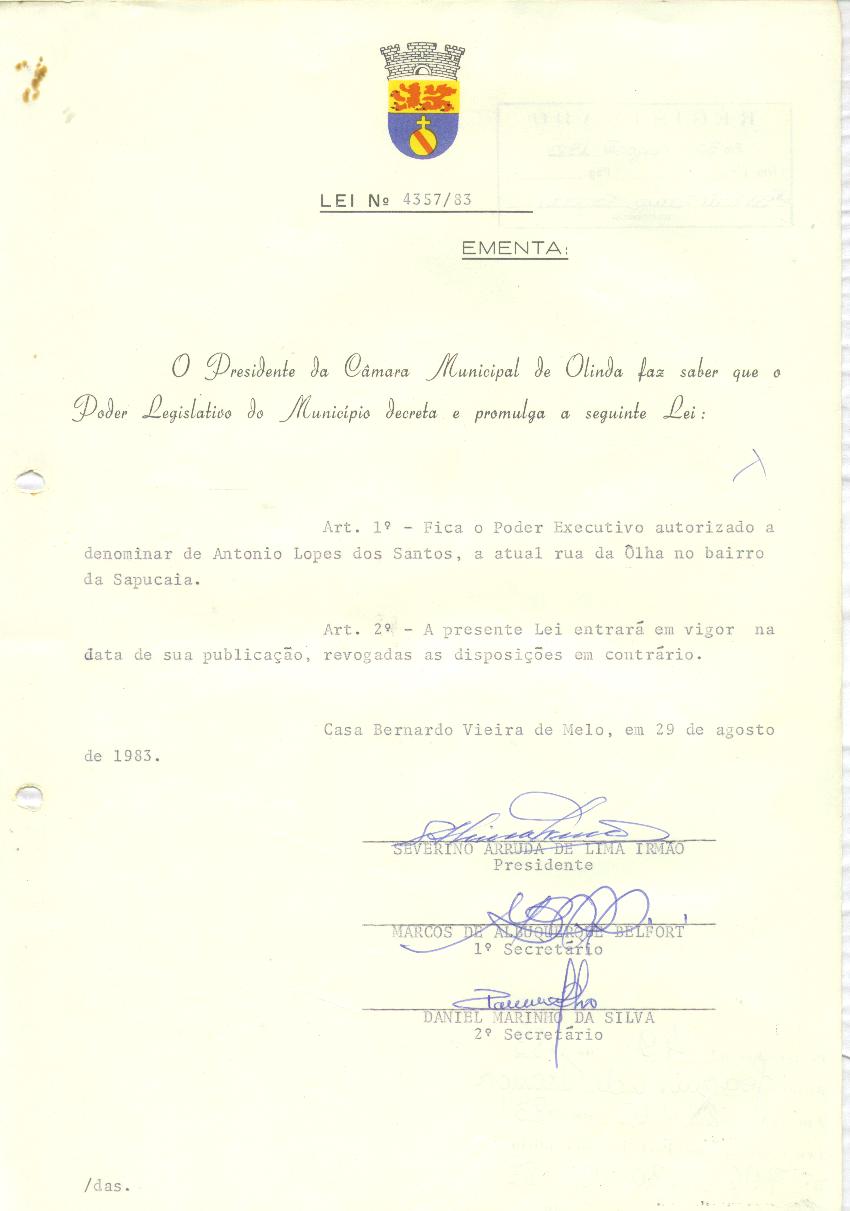 LEI Nº 4357/83
EMENTA:
O Presidente da Câmara Municipal de Olinda faz saber que o
Poder Legislativo do Município decreta e promulga a seguinte Lei:
Art. 1º - Fica o Poder Executivo autorizado a
denominar de Antonio Lopes dos Santos, a atual rua da Olha no bairro
da Sapucaia.
Art. 2º - A presente Lei entrará em vigor na
data de sua publicação, revogadas as disposições em contrário.
Casa Bernardo Vieira de Melo, em 29 de agosto
de 1983.
SEVERINO ARRUDA DE LIMA IRMÃO
Presidente
MARCOS DE ALBUQUERQUE BELFORT
1º Secretário
DANIEL MARINHO DA SILVA
2º Secretário
/das.